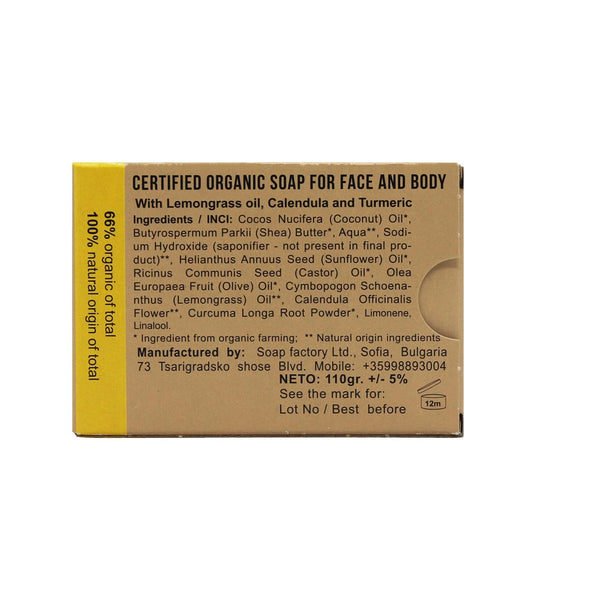 CERTIFIED ORGANIC SOAP FOR FACE AND BODY
With Lemongrass oil, Calendula and Turmeric
Ingredients / INCI: Cocos Nucifera (Coconut) Oil*,
Butyrospermum Parkii (Shea) Butter*, Aqua**, Sodi-
um Hydroxide (saponifier - not present in final pro-
duct)**, Helianthus Annuus Seed (Sunflower) Oil*,
Ricinus Communis Seed (Castor) Oil*, Olea
Europaea Fruit (Olive) Oil*, Cymbopogon Schoena-
nthus (Lemongrass) Oil**, Calendula Officinalis
Flower**, Curcuma Longa Root Powder*, Limonene,
Linalool.
* Ingredient from organic farming; ** Natural origin ingredients
Manufactured by: Soap factory Ltd., Sofia, Bulgaria
73 Tsarigradsko shose Blvd. Mobile: +35998893004
NETO: 110gr. +/- 5%
See the mark for:
Lot No / Best before
12m
66% organic of total
100% natural origin of total